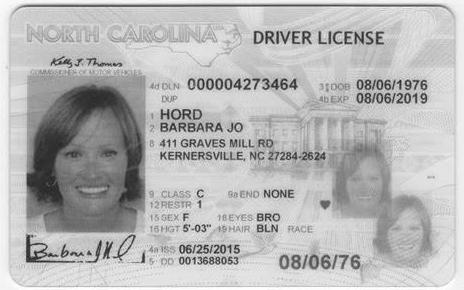 NORTH CAROLINA DRIVER LICENSE
Kelly J. Thomas
COMMISSIONER OF MOTOR VEHICLES
4d DLN 000004273464 3 DOB 08/06/1976
DUP 4b EXP 08/06/2019
1 HORD
2 BARBARA JO
8 411 GRAVES MILL RD
KERNERSVILLE, NC 27284-2624
9 CLASS C 9a END NONE
12 RESTR 1
15 SEX F 18 EYES BRO
16 HGT 5'-03" 19 HAIR BLN RACE
4a ISS 06/25/2015
5 DD 0013688053 08/06/76